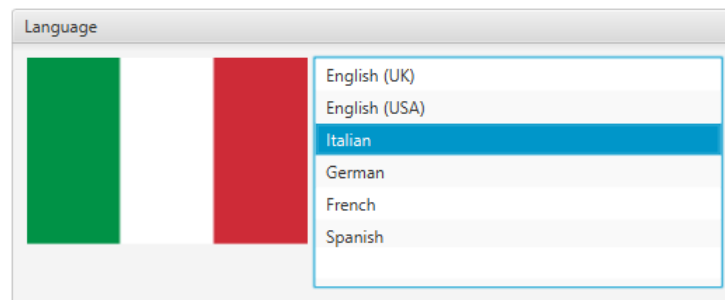 Language
English (UK)
English (USA)
Italian
German
French
Spanish